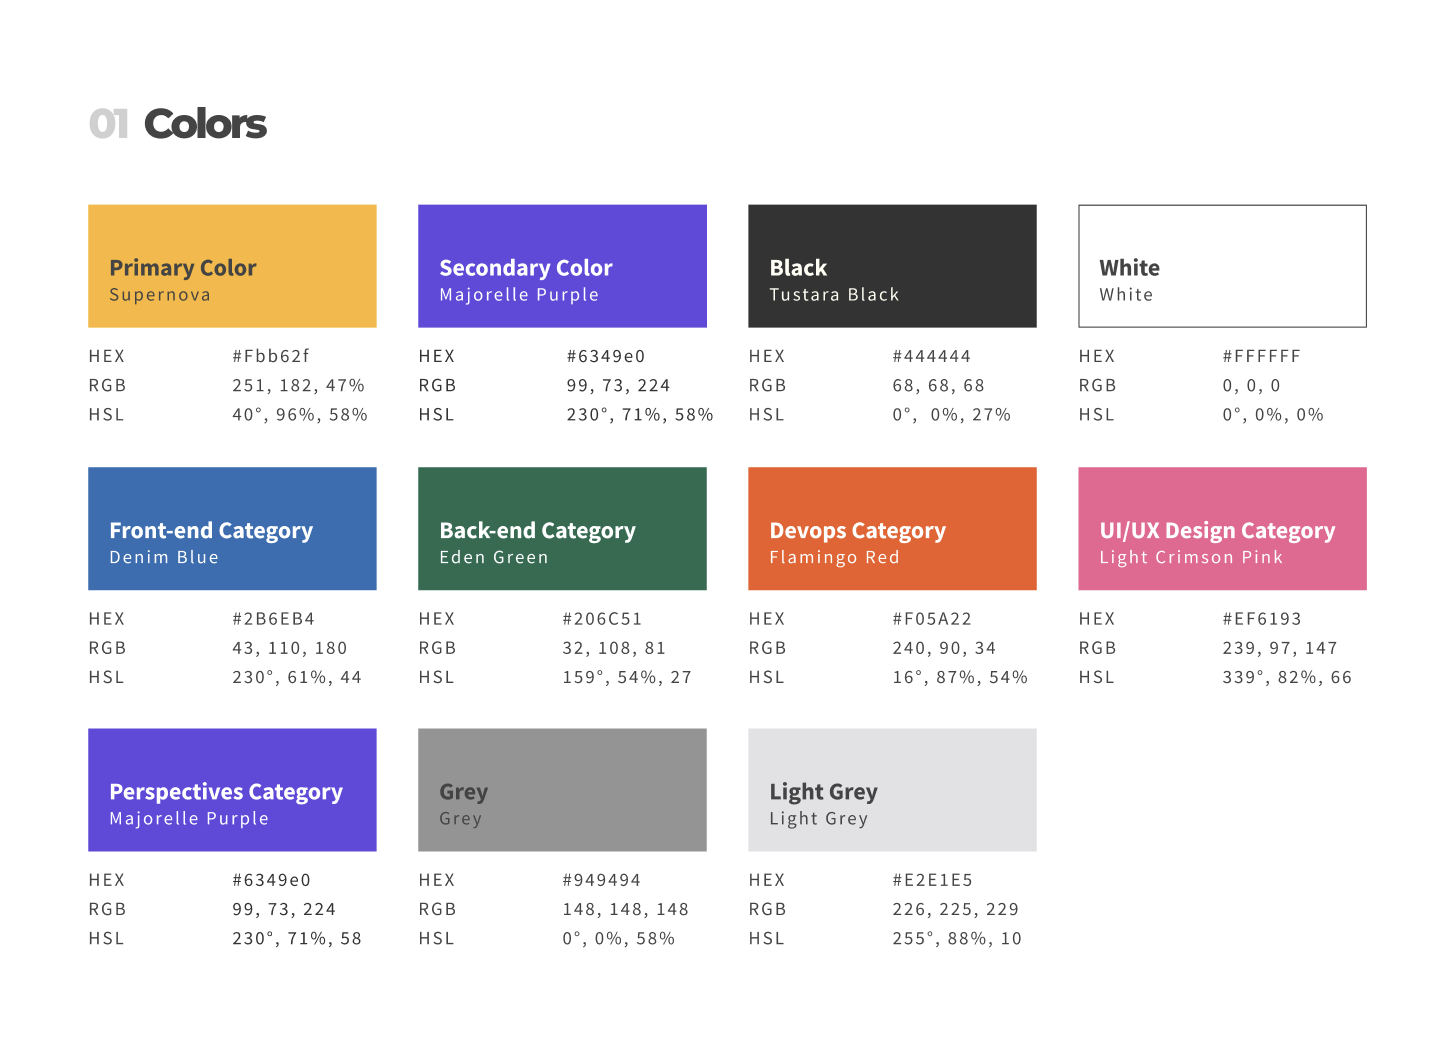 01 Colors
Primary Color
Supernova
HEX #Fbb62f
RGB 251, 182, 47%
HSL 40°, 96%, 58%
Secondary Color
Majorelle Purple
HEX #6349e0
RGB 99, 73, 224
HSL 230°, 71%, 58%
Black
Tustara Black
HEX #444444
RGB 68, 68, 68
HSL 0°,  0%, 27%
White
White
HEX #FFFFFF
RGB 0, 0, 0
HSL 0°, 0%, 0%
Front-end Category
Denim Blue
HEX #2B6EB4
RGB 43, 110, 180
HSL 230°, 61%, 44
Back-end Category
Eden Green
HEX #206C51
RGB 32, 108, 81
HSL 159°, 54%, 27
Devops Category
Flamingo Red
HEX #F05A22
RGB 240, 90, 34
HSL 16°, 87%, 54%
UI/UX Design Category
Light Crimson Pink
HEX #EF6193
RGB 239, 97, 147
HSL 339°, 82%, 66
Perspectives Category
Majorelle Purple
HEX #6349e0
RGB 99, 73, 224
HSL 230°, 71%, 58
Grey
Grey
HEX #949494
RGB 148, 148, 148
HSL 0°, 0%, 58%
Light Grey
Light Grey
HEX #E2E1E5
RGB 226, 225, 229
HSL 255°, 88%, 10